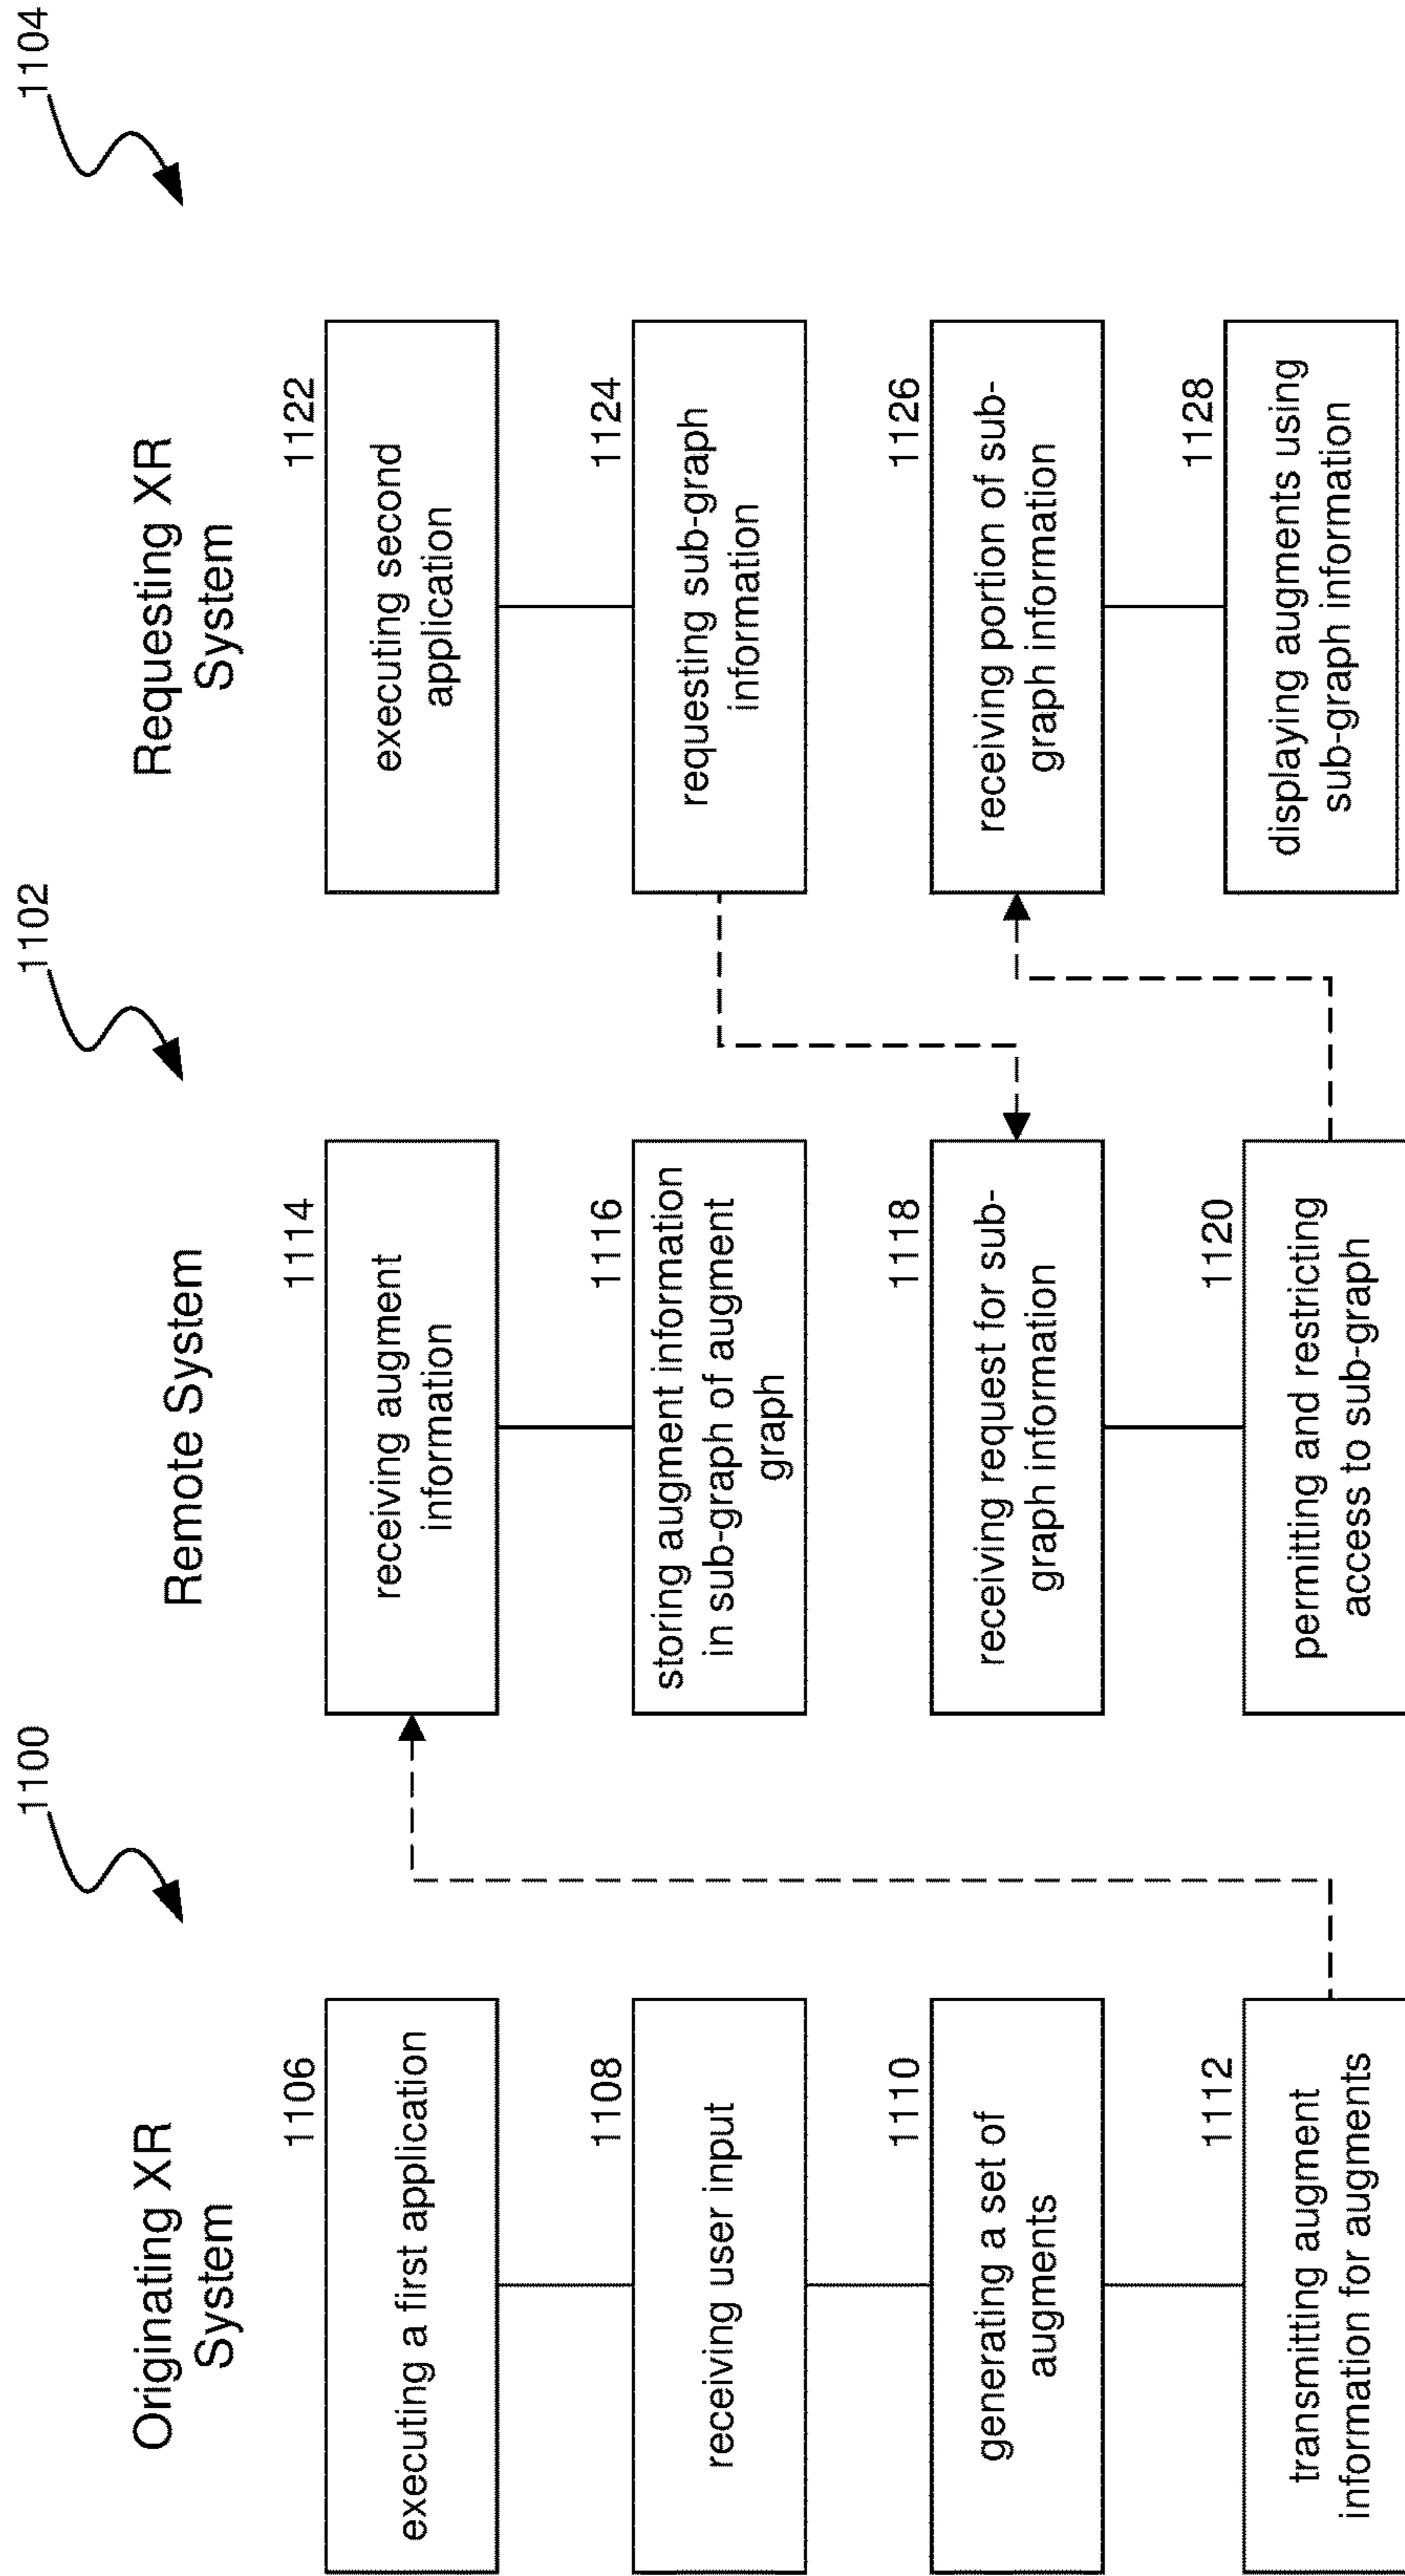 1100
Originating XR
System
1106
executing a first application
1108
receiving user input
1110
generating a set of
augments
1112
transmitting augment
information for augments
1102
Remote System
1114
receiving augment
information
1116
storing augment information
in sub-graph of augment
graph
1118
receiving request for sub-
graph information
1120
permitting and restricting
access to sub-graph
1104
Requesting XR
System
1122
executing second
application
1124
requesting sub-graph
information
1126
receiving portion of sub-
graph information
1128
displaying augments using
sub-graph information